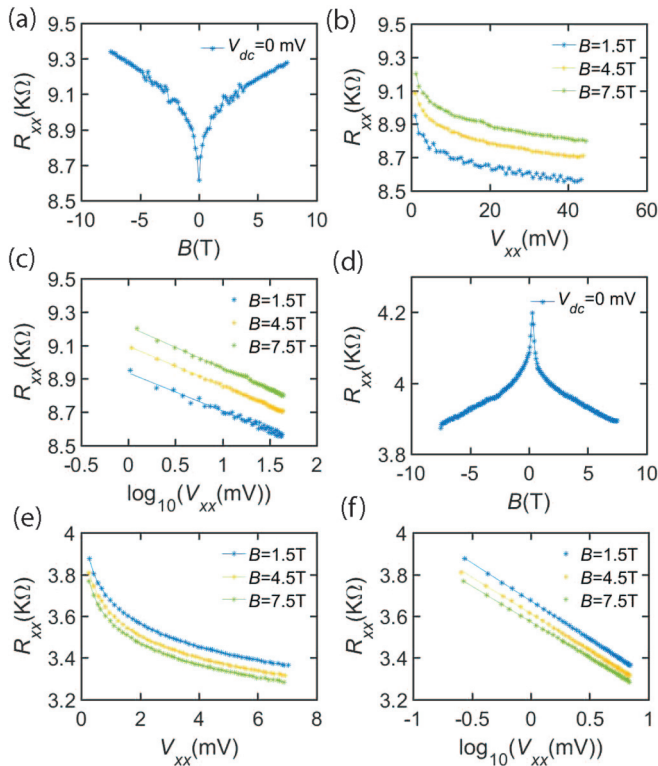 (a)
V_dc=0 mV
R_xx(KΩ)
9.5
9.3
9.1
8.9
8.7
8.5
-10 -5 0 5 10
B(T)
(b)
B=1.5T
B=4.5T
B=7.5T
R_xx(KΩ)
9.5
9.3
9.1
8.9
8.7
8.5
0 20 40 60
V_xx(mV)
(c)
B=1.5T
B=4.5T
B=7.5T
R_xx(KΩ)
9.5
9.3
9.1
8.9
8.7
8.5
-0.5 0 0.5 1 1.5 2
log10(V_xx(mV))
(d)
V_dc=0 mV
R_xx(KΩ)
4.2
4
3.8
-10 -5 0 5 10
B(T)
(e)
B=1.5T
B=4.5T
B=7.5T
R_xx(KΩ)
4
3.8
3.6
3.4
3.2
0 2 4 6 8
V_xx(mV)
(f)
B=1.5T
B=4.5T
B=7.5T
R_xx(KΩ)
4
3.8
3.6
3.4
3.2
-1 -0.5 0 0.5 1
log10(V_xx(mV))